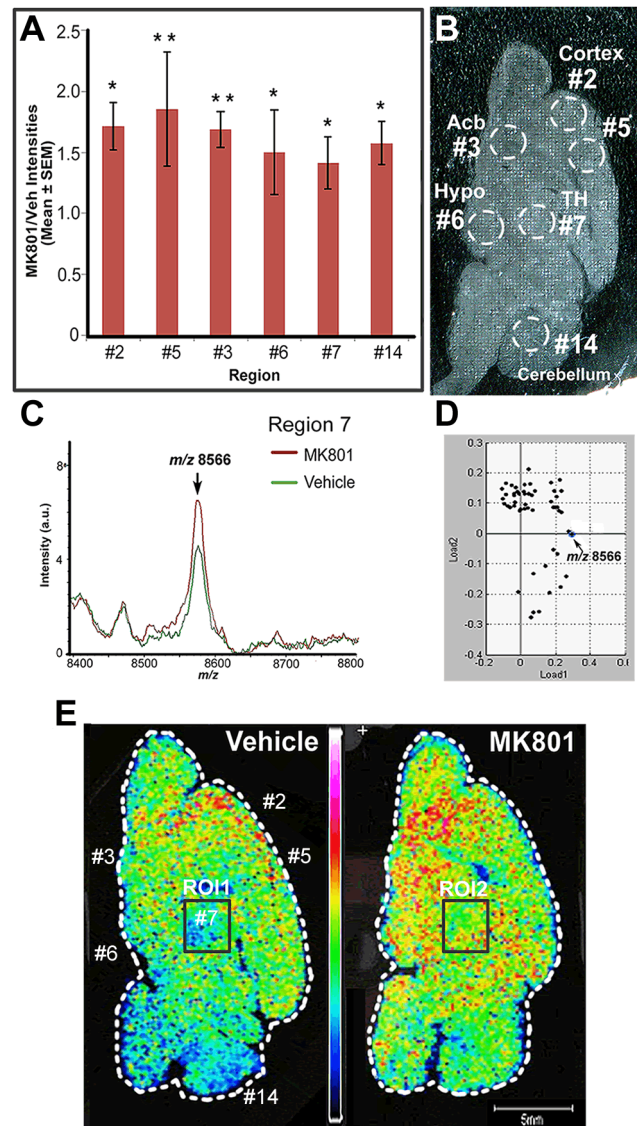 A
MK801/Veh Intensities
(Mean ± SEM)
2.5
2.0
1.5
1.0
0.5
0
*
**
**
*
*
*
#2
#5
#3
#6
#7
#14
Region
B
Cortex
#2
#5
Acb
#3
Hypo
#6
TH
#7
#14
Cerebellum
C
Region 7
MK801
Vehicle
m/z 8566
Intensity (a.u.)
8
4
0
8400
8500
8600
8700
8800
m/z
D
Load2
0.3
0.2
0.1
0
-0.1
-0.2
-0.3
-0.4
m/z 8566
-0.2
0
0.2
0.4
0.6
Load1
E
Vehicle
MK801
#2
#3
#5
ROI1
#7
ROI2
#6
#14
5mm